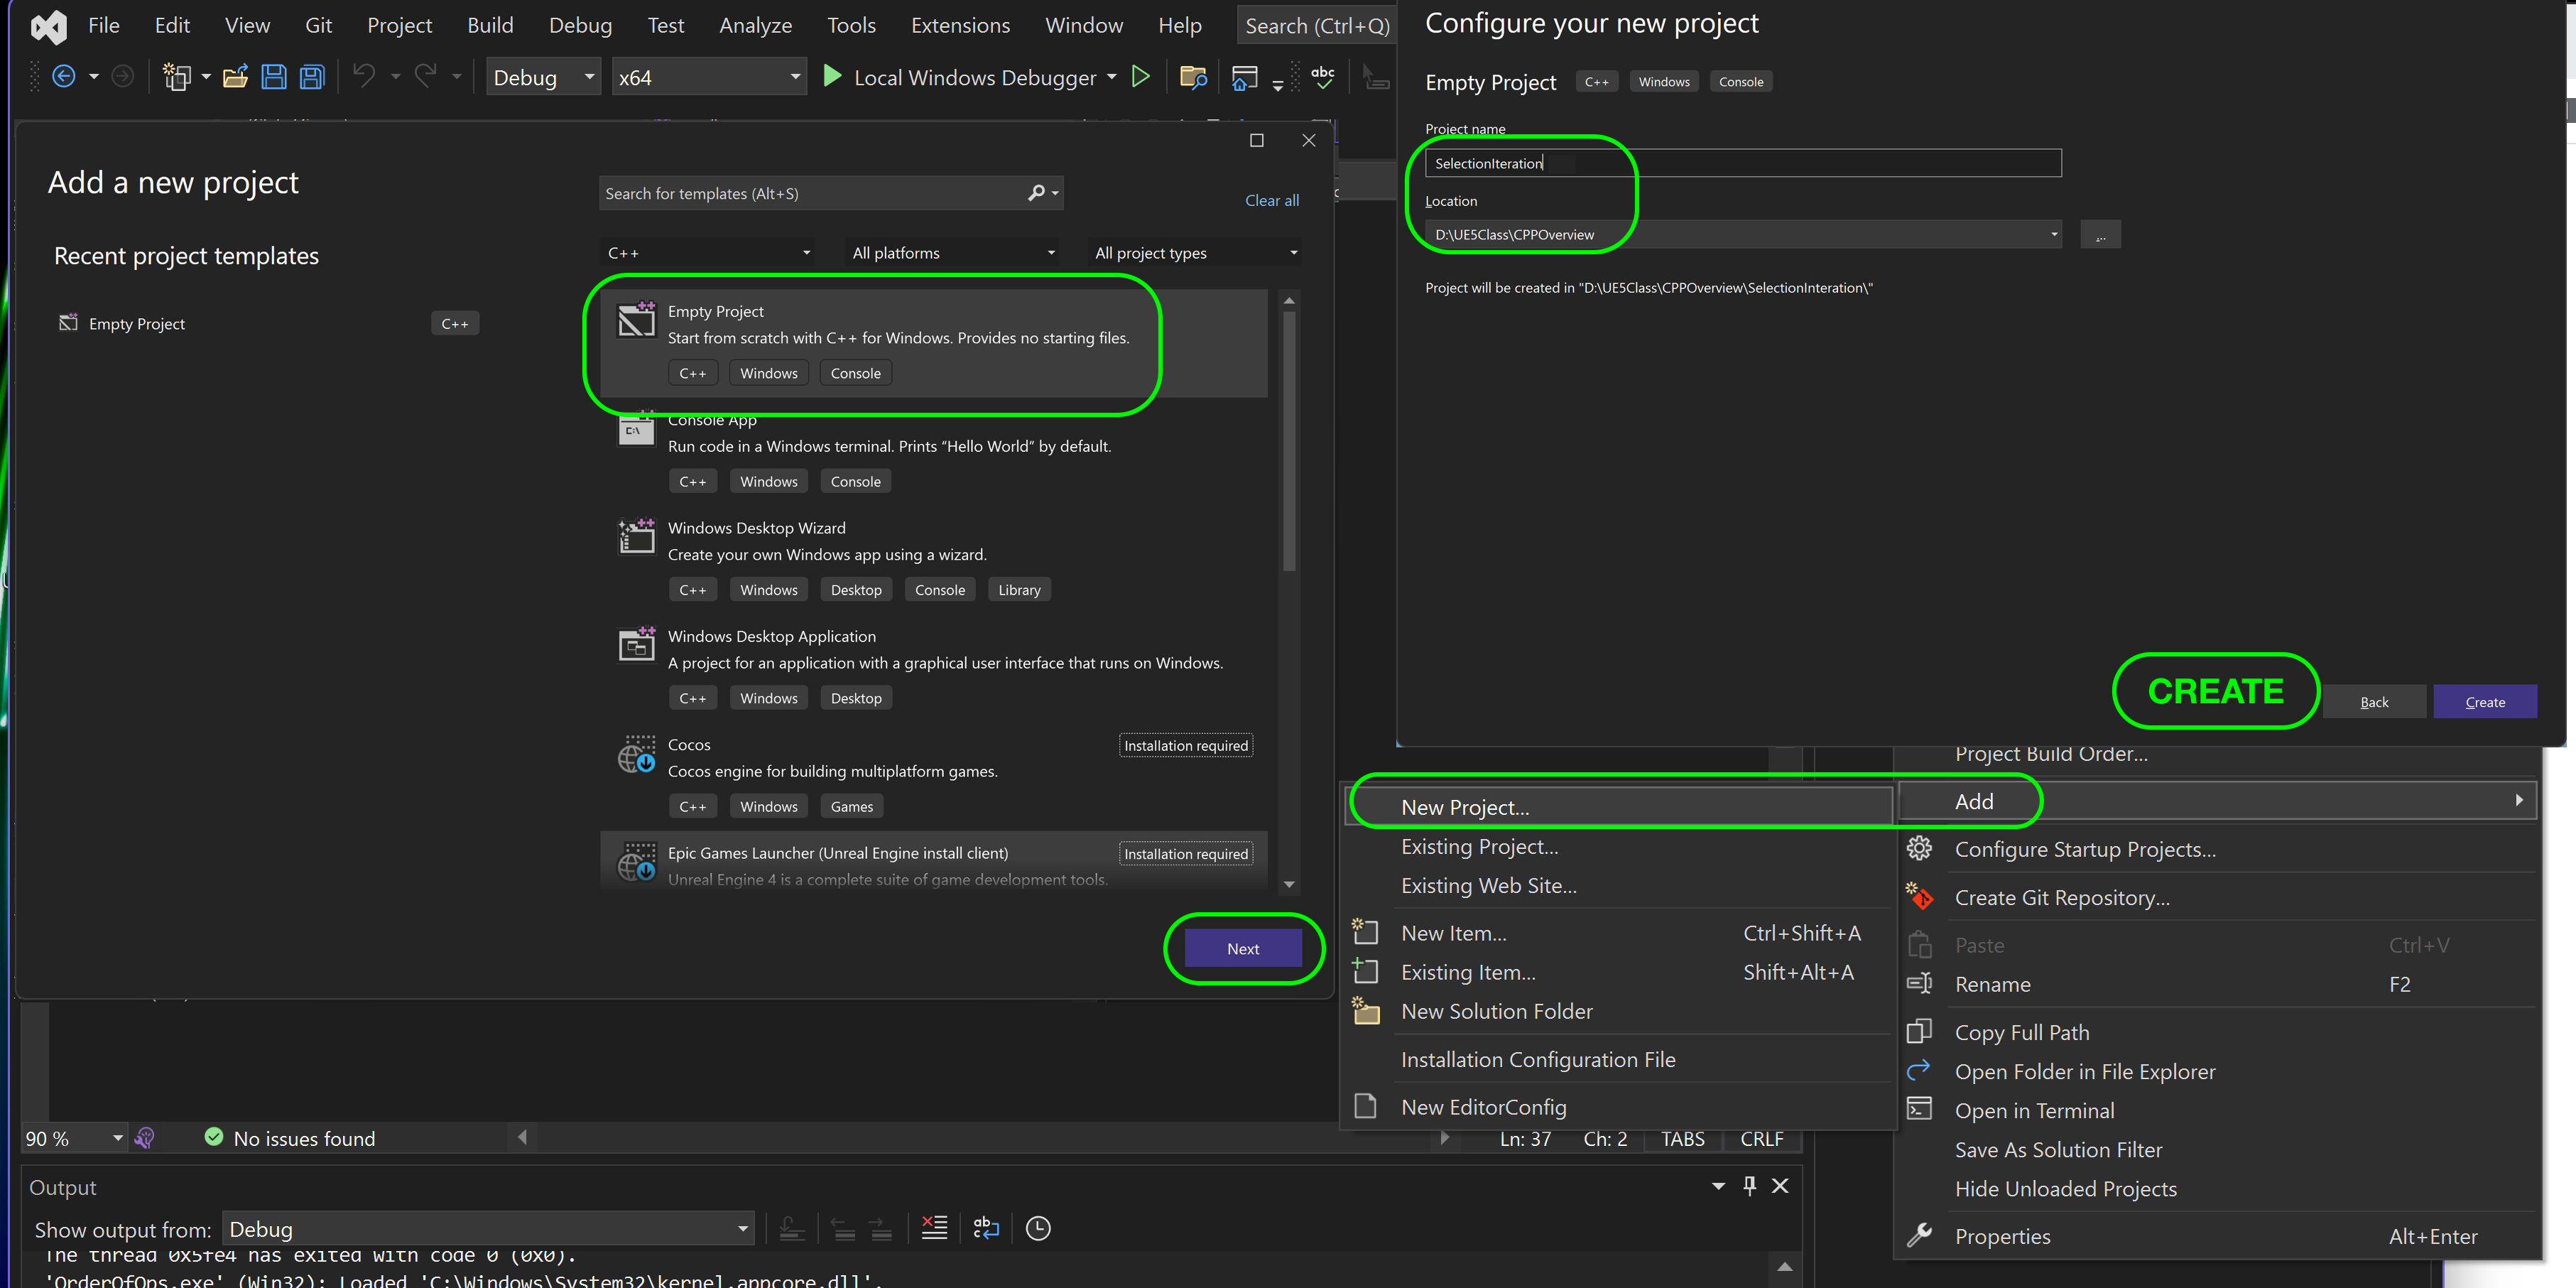 File Edit View Git Project Build Debug Test Analyze Tools Extensions Window Help Search (Ctrl+Q)
Debug x64 Local Windows Debugger
Add a new project
Search for templates (Alt+S)
Clear all
Recent project templates
Empty Project C++
C++ All platforms All project types
Empty Project
Start from scratch with C++ for Windows. Provides no starting files.
C++ Windows Console
Console App
Run code in a Windows terminal. Prints “Hello World” by default.
C++ Windows Console
Windows Desktop Wizard
Create your own Windows app using a wizard.
C++ Windows Desktop Console Library
Windows Desktop Application
A project for an application with a graphical user interface that runs on Windows.
C++ Windows Desktop
Cocos Installation required
Cocos engine for building multiplatform games.
C++ Windows Games
Epic Games Launcher (Unreal Engine install client) Installation required
Unreal Engine 4 is a complete suite of game development tools.
Next
Configure your new project
Empty Project C++ Windows Console
Project name
SelectionIteration
Location
D:\UE5Class\CPPOverview
...
Project will be created in "D:\UE5Class\CPPOverview\SelectionInteration\"
CREATE
Back Create
Project Build Order...
Add
Configure Startup Projects...
Create Git Repository...
Paste Ctrl+V
Rename F2
Copy Full Path
Open Folder in File Explorer
Open in Terminal
Save As Solution Filter
Hide Unloaded Projects
Properties Alt+Enter
New Project...
Existing Project...
Existing Web Site...
New Item... Ctrl+Shift+A
Existing Item... Shift+Alt+A
New Solution Folder
Installation Configuration File
New EditorConfig
90 % No issues found Ln: 37 Ch: 2 TABS CRLF
Output
Show output from: Debug
The thread 0x5fe4 has exited with code 0 (0x0).
'OrderOfOps.exe' (Win32): Loaded 'C:\Windows\System32\kernel.appcore.dll'.